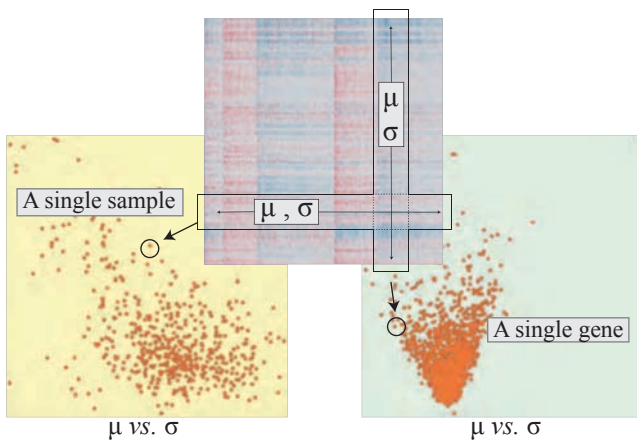 μ
σ
A single sample
μ , σ
A single gene
μ vs. σ
μ vs. σ